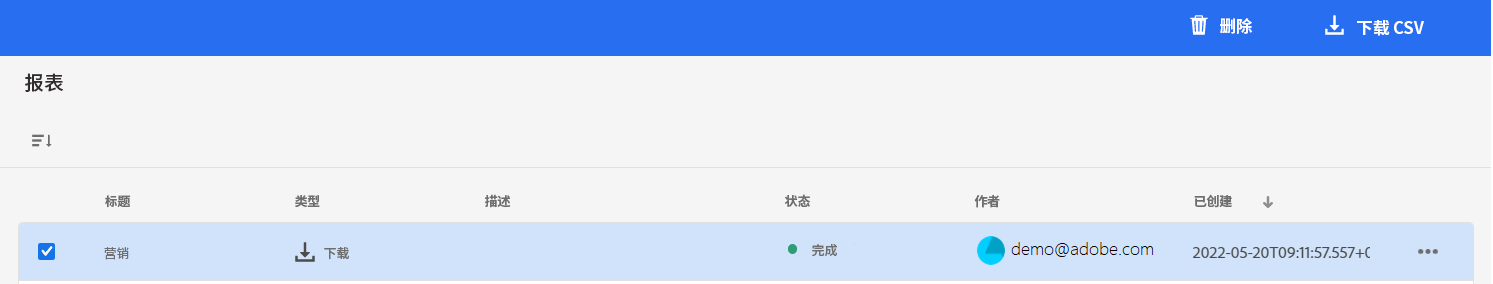 删除 下载 CSV
报表
标题 类型 描述 状态 作者 已创建
营销 下载 完成 demo@adobe.com 2022-05-20T09:11:57.557+0